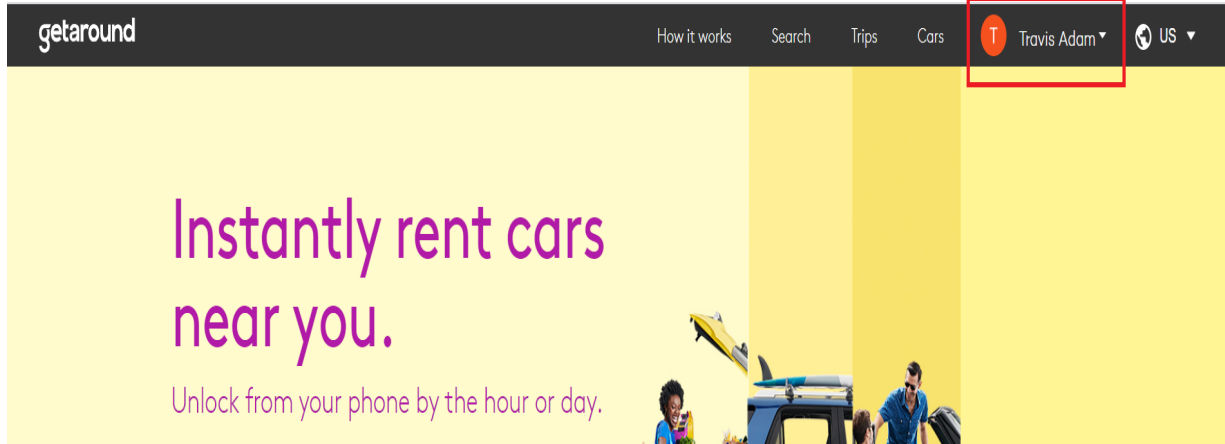 getaround
How it works Search Trips Cars T Travis Adam US
Instantly rent cars
near you.
Unlock from your phone by the hour or day.